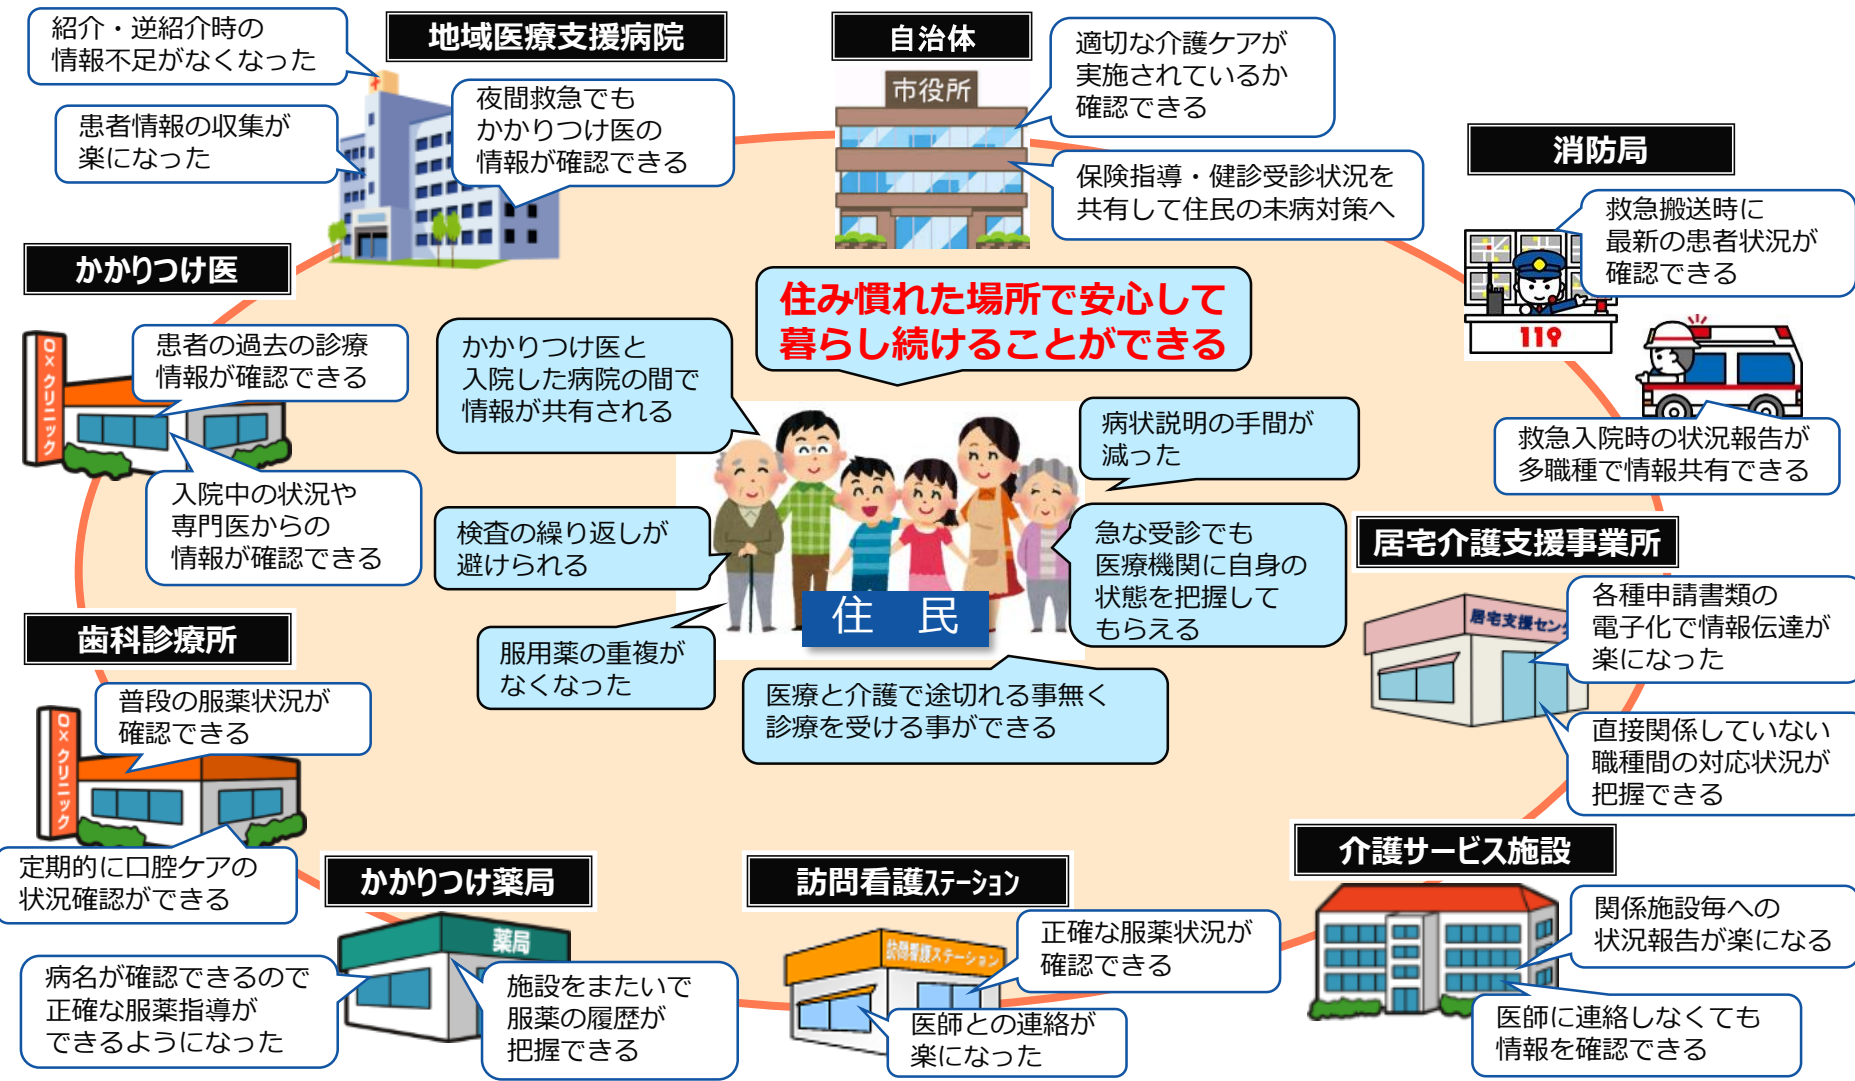 紹介・逆紹介時の
情報不足がなくなった
地域医療支援病院
患者情報の収集が
楽になった
夜間救急でも
かかりつけ医の
情報が確認できる
自治体
市役所
適切な介護ケアが
実施されているか
確認できる
保険指導・健診受診状況を
共有して住民の未病対策へ
消防局
救急搬送時に
最新の患者状況が
確認できる
119
救急入院時の状況報告が
多職種で情報共有できる
かかりつけ医
患者の過去の診療
情報が確認できる
○×クリニック
入院中の状況や
専門医からの
情報が確認できる
住み慣れた場所で安心して
暮らし続けることができる
かかりつけ医と
入院した病院の間で
情報が共有される
病状説明の手間が
減った
検査の繰り返しが
避けられる
急な受診でも
医療機関に自身の
状態を把握して
もらえる
住 民
服用薬の重複が
なくなった
医療と介護で途切れる事無く
診療を受ける事ができる
居宅介護支援事業所
各種申請書類の
電子化で情報伝達が
楽になった
居宅支援セン
直接関係していない
職種間の対応状況が
把握できる
歯科診療所
普段の服薬状況が
確認できる
○×クリニック
定期的に口腔ケアの
状況確認ができる
かかりつけ薬局
薬局
病名が確認できるので
正確な服薬指導が
できるようになった
施設をまたいで
服薬の履歴が
把握できる
訪問看護ステーション
訪問看護ステーション
正確な服薬状況が
確認できる
医師との連絡が
楽になった
介護サービス施設
関係施設毎への
状況報告が楽になる
医師に連絡しなくても
情報を確認できる